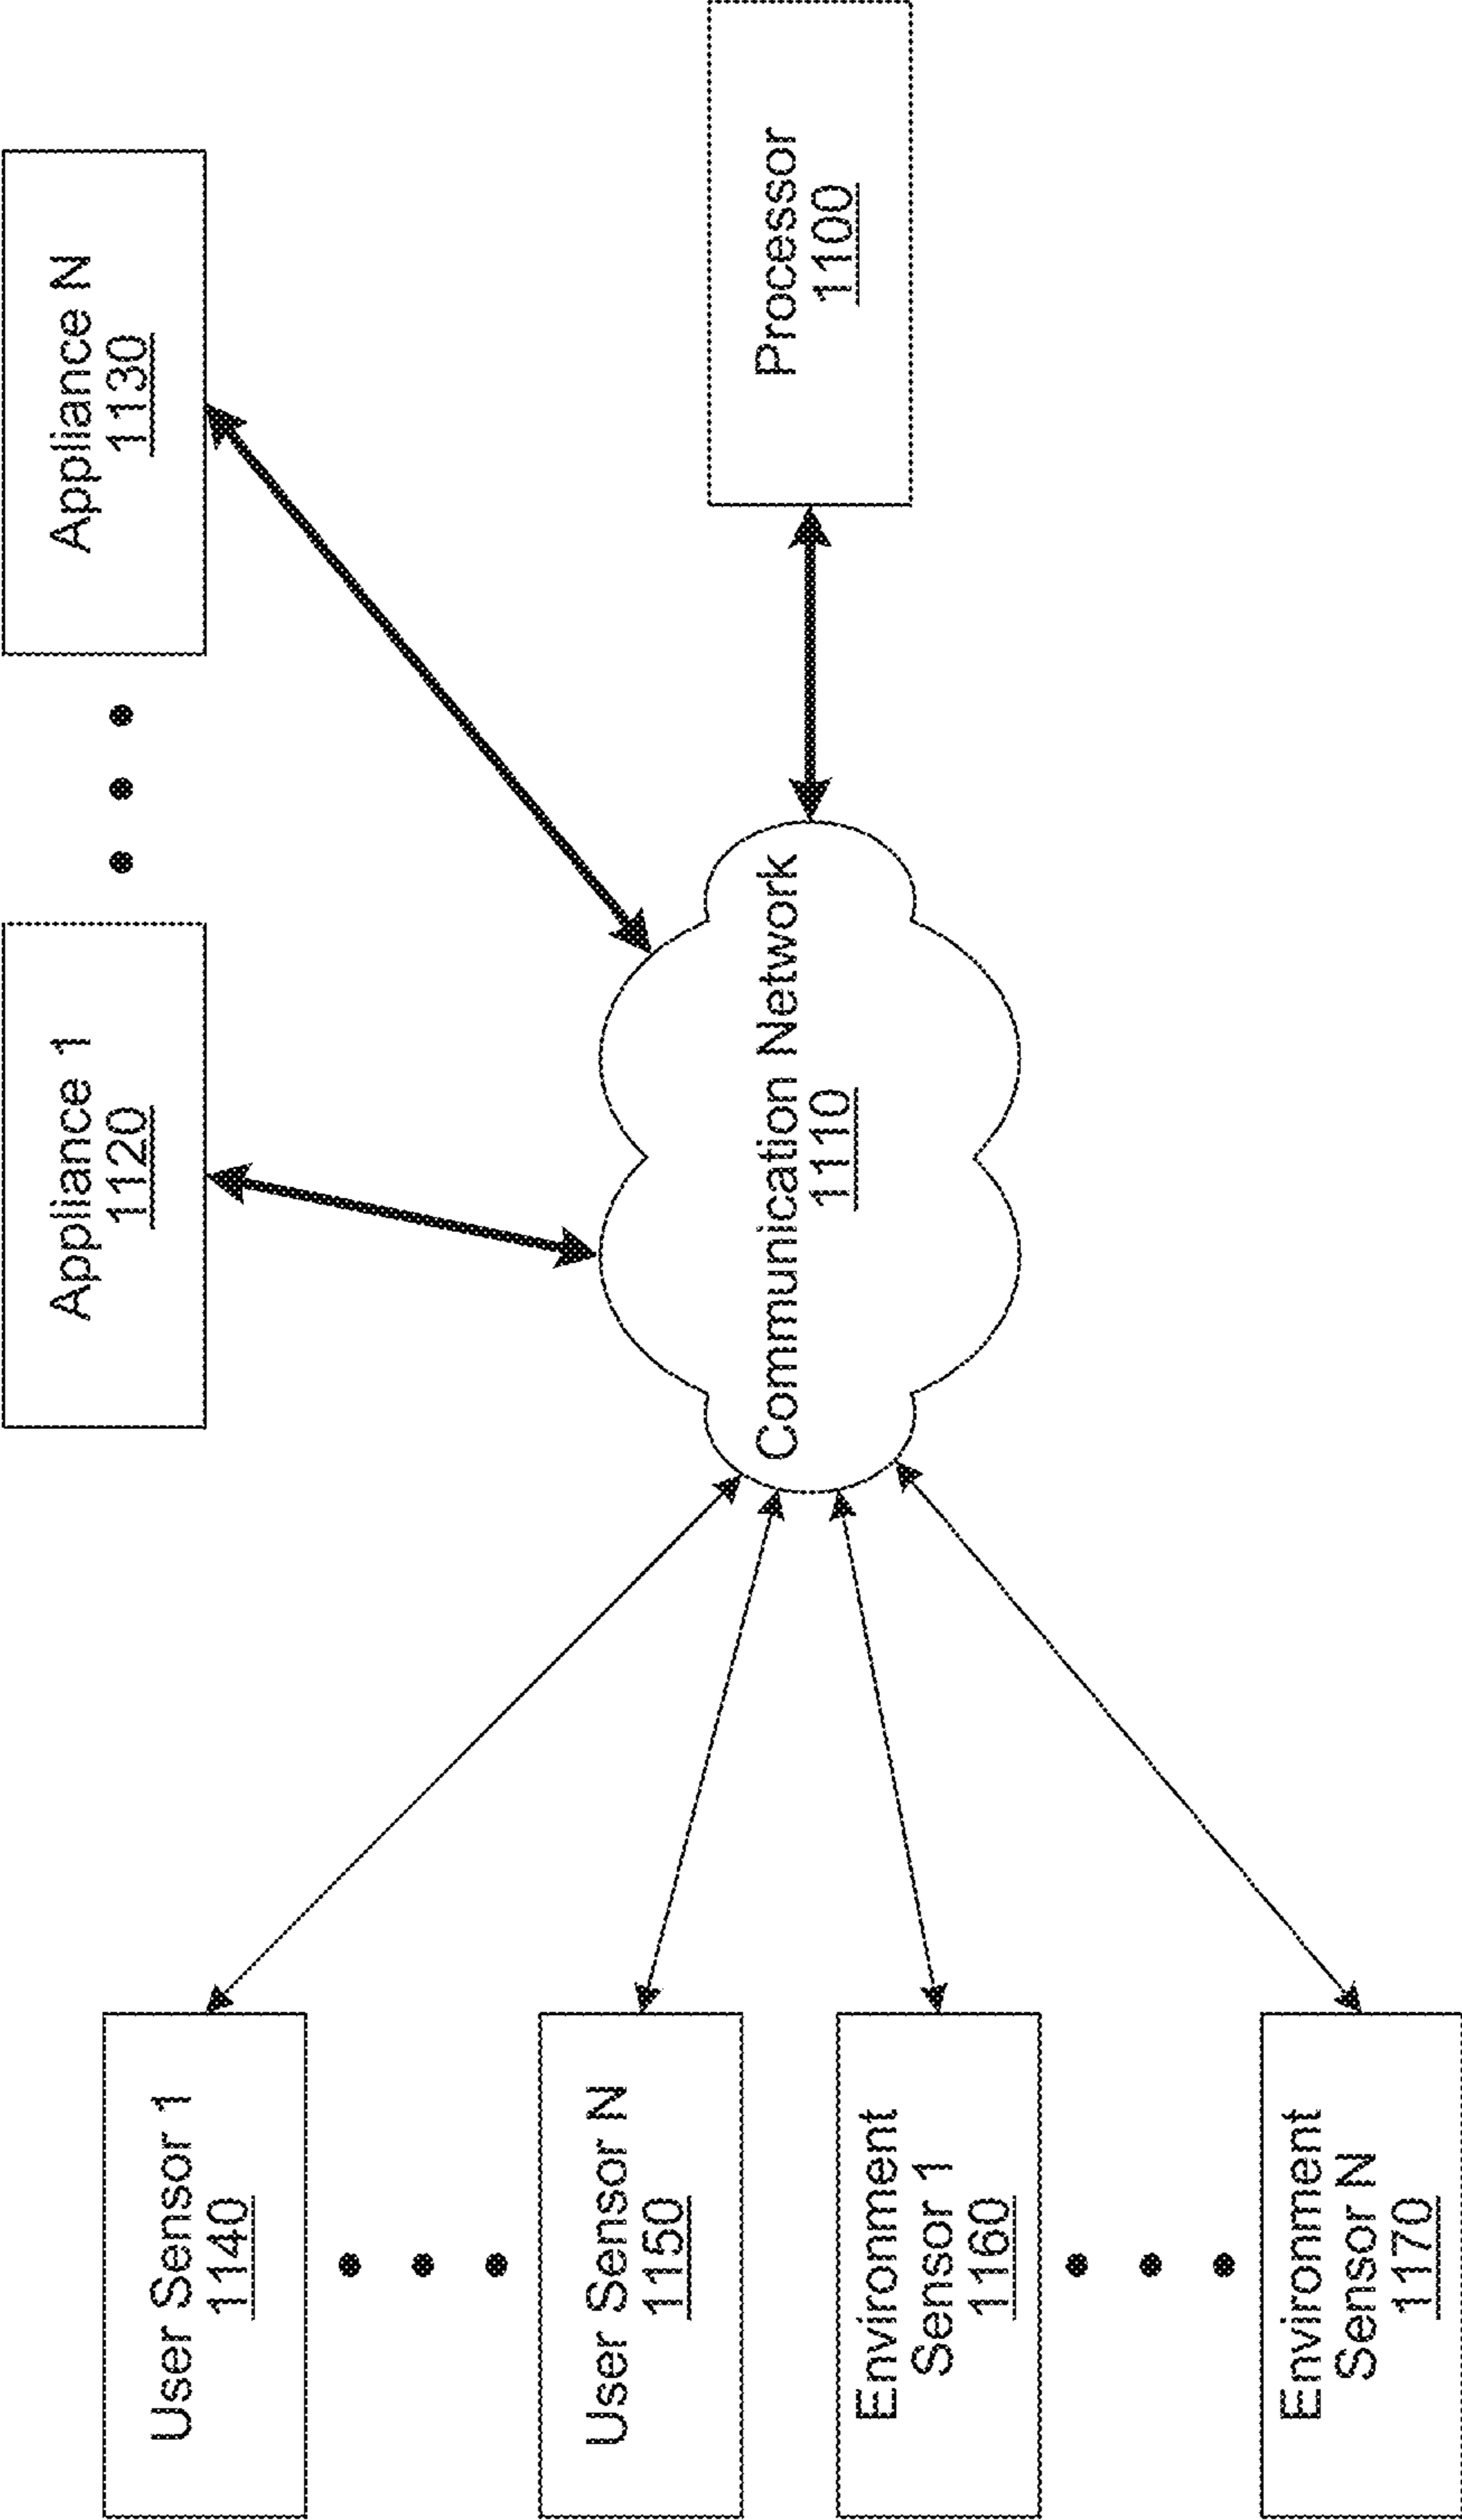 Appliance 1
1120
Appliance N
1130
User Sensor 1
1140
User Sensor N
1150
Communication Network
1110
Processor
1100
Environment
Sensor 1
1160
Environment
Sensor N
1170